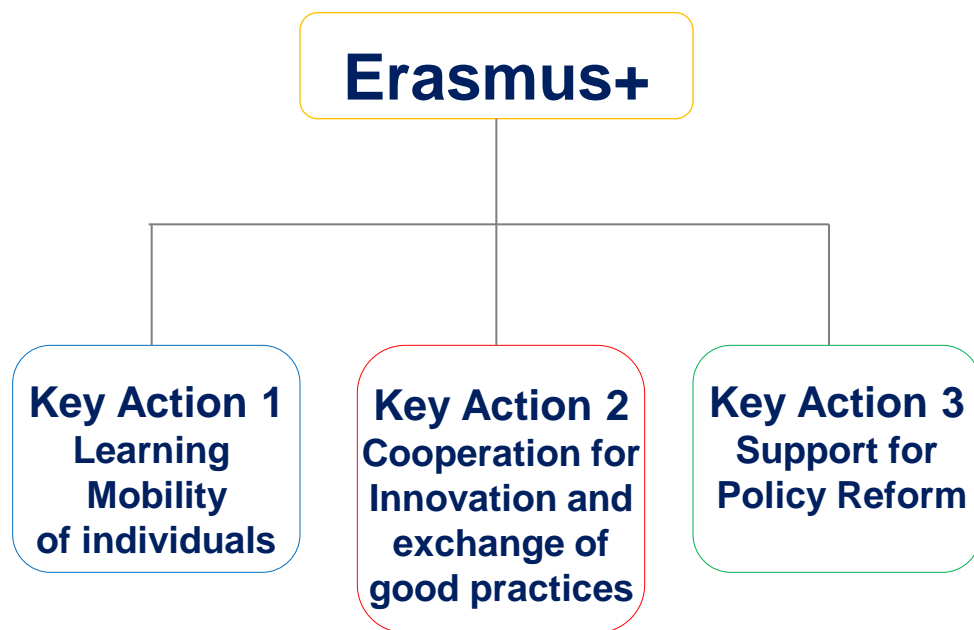 Erasmus+
Key Action 1
Learning
Mobility
of individuals
Key Action 2
Cooperation for
Innovation and
exchange of
good practices
Key Action 3
Support for
Policy Reform